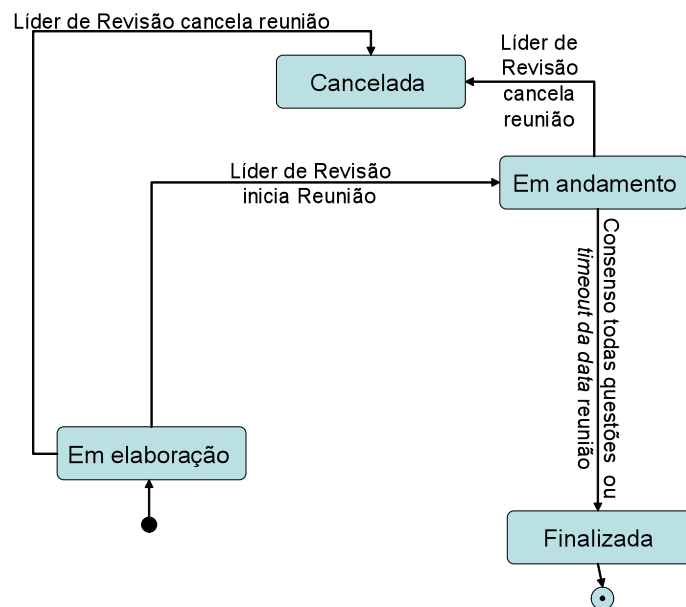 Líder de Revisão cancela reunião
Cancelada
Líder de
Revisão
cancela
reunião
Líder de Revisão
inicia Reunião
Em andamento
Consenso todas questões ou
timeout da data reunião
Em elaboração
Finalizada